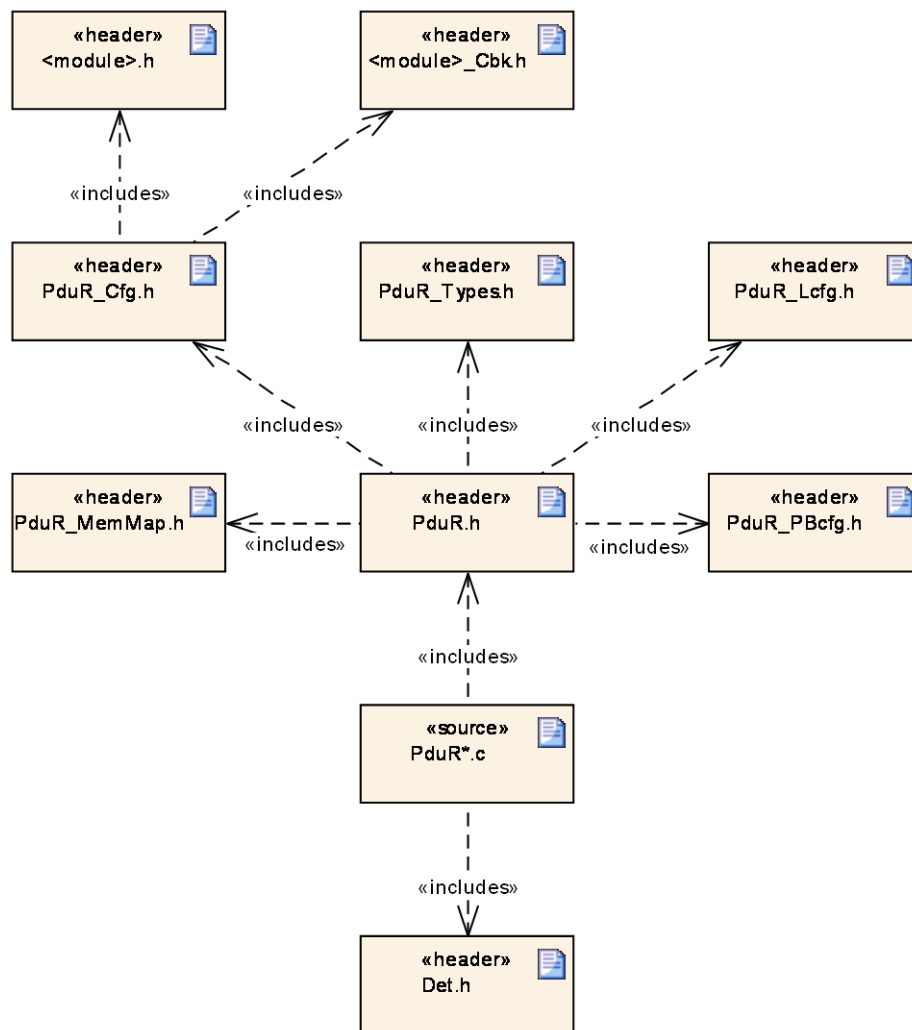 «header»
<module>.h
«header»
<module>_Cbk.h
«includes»
«includes»
«header»
PduR_Cfg.h
«header»
PduR_Types.h
«header»
PduR_Lcfg.h
«includes»
«includes»
«includes»
«header»
PduR_MemMap.h
«header»
PduR.h
«header»
PduR_PBcfg.h
«includes»
«includes»
«includes»
«source»
PduR*.c
«includes»
«header»
Det.h